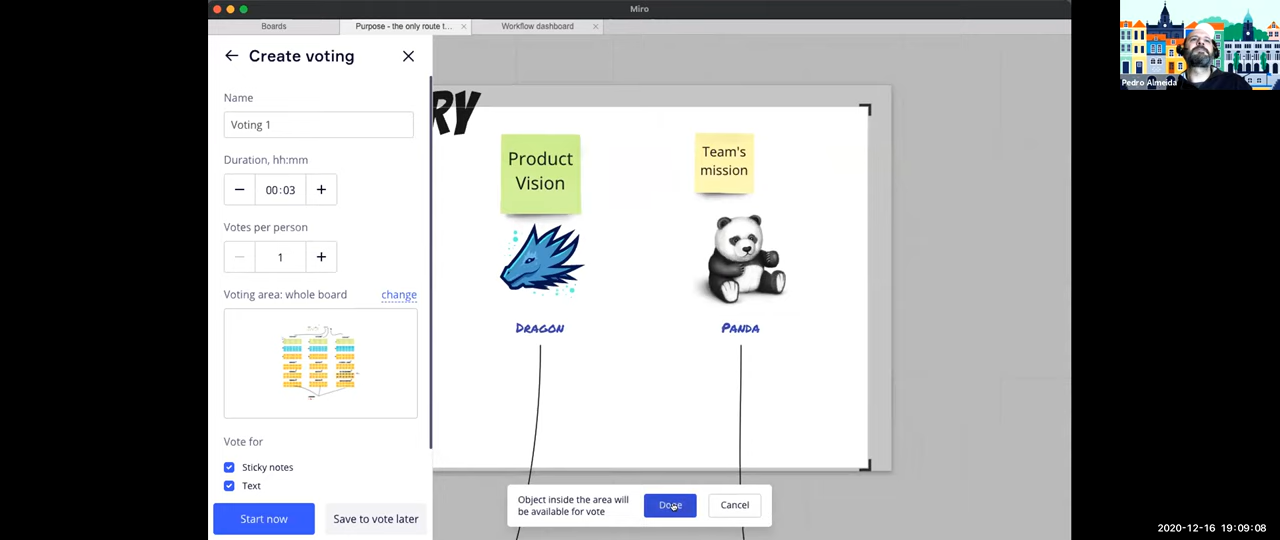 Miro
Boards
Purpose - the only route t...
Workflow dashboard
Create voting
Name
Voting 1
Duration, hh:mm
00:03
Votes per person
1
Voting area: whole board
change
Vote for
Sticky notes
Text
Start now
Save to vote later
RY
Product
Vision
Team's
mission
DRAGON
PANDA
Object inside the area will
be available for vote
Done
Cancel
Pedro Almeida
2020-12-16 19:09:08